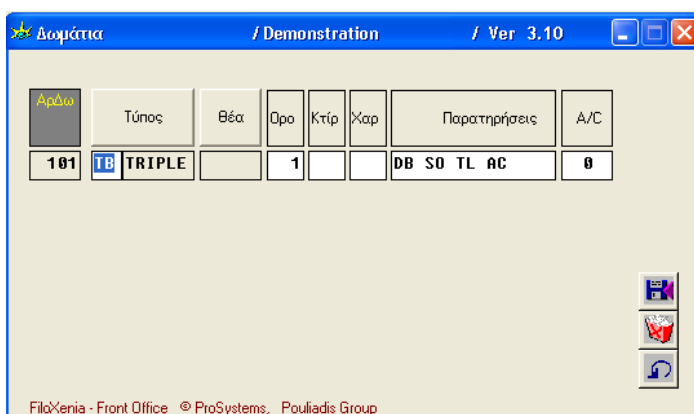 Δωμάτια / Demonstration / Ver 3.10
ΑρΔω Τύπος Θέα Ορο Κτίρ Χαρ Παρατηρήσεις A/C
101 TB TRIPLE 1 DB SO TL AC 0
FiloXenia - Front Office © ProSystems, Pouliadis Group